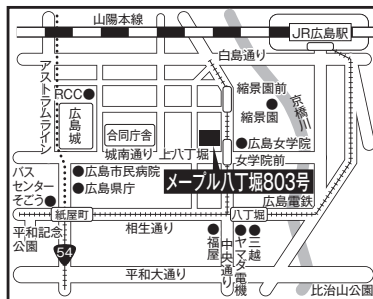 山陽本線
JR広島駅
白島通り
アストラムライン
RCC
広島城
縮景園前
縮景園
京橋川
合同庁舎
城南通り
上八丁堀
広島女学院
女学院前
メープル八丁堀803号
広島市民病院
広島県庁
バスセンター
そごう
広島電鉄
紙屋町
八丁堀
平和記念公園
相生通り
福屋
中央通り
ヤマダ電機
三越
54
平和大通り
比治山公園